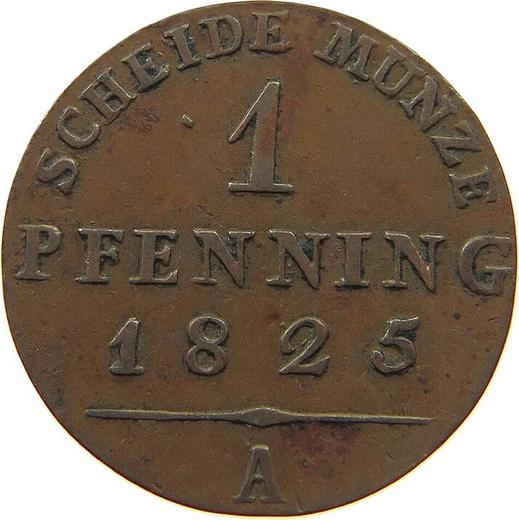 SCHEIDE MUNZE
1
PFENNING
1825
A